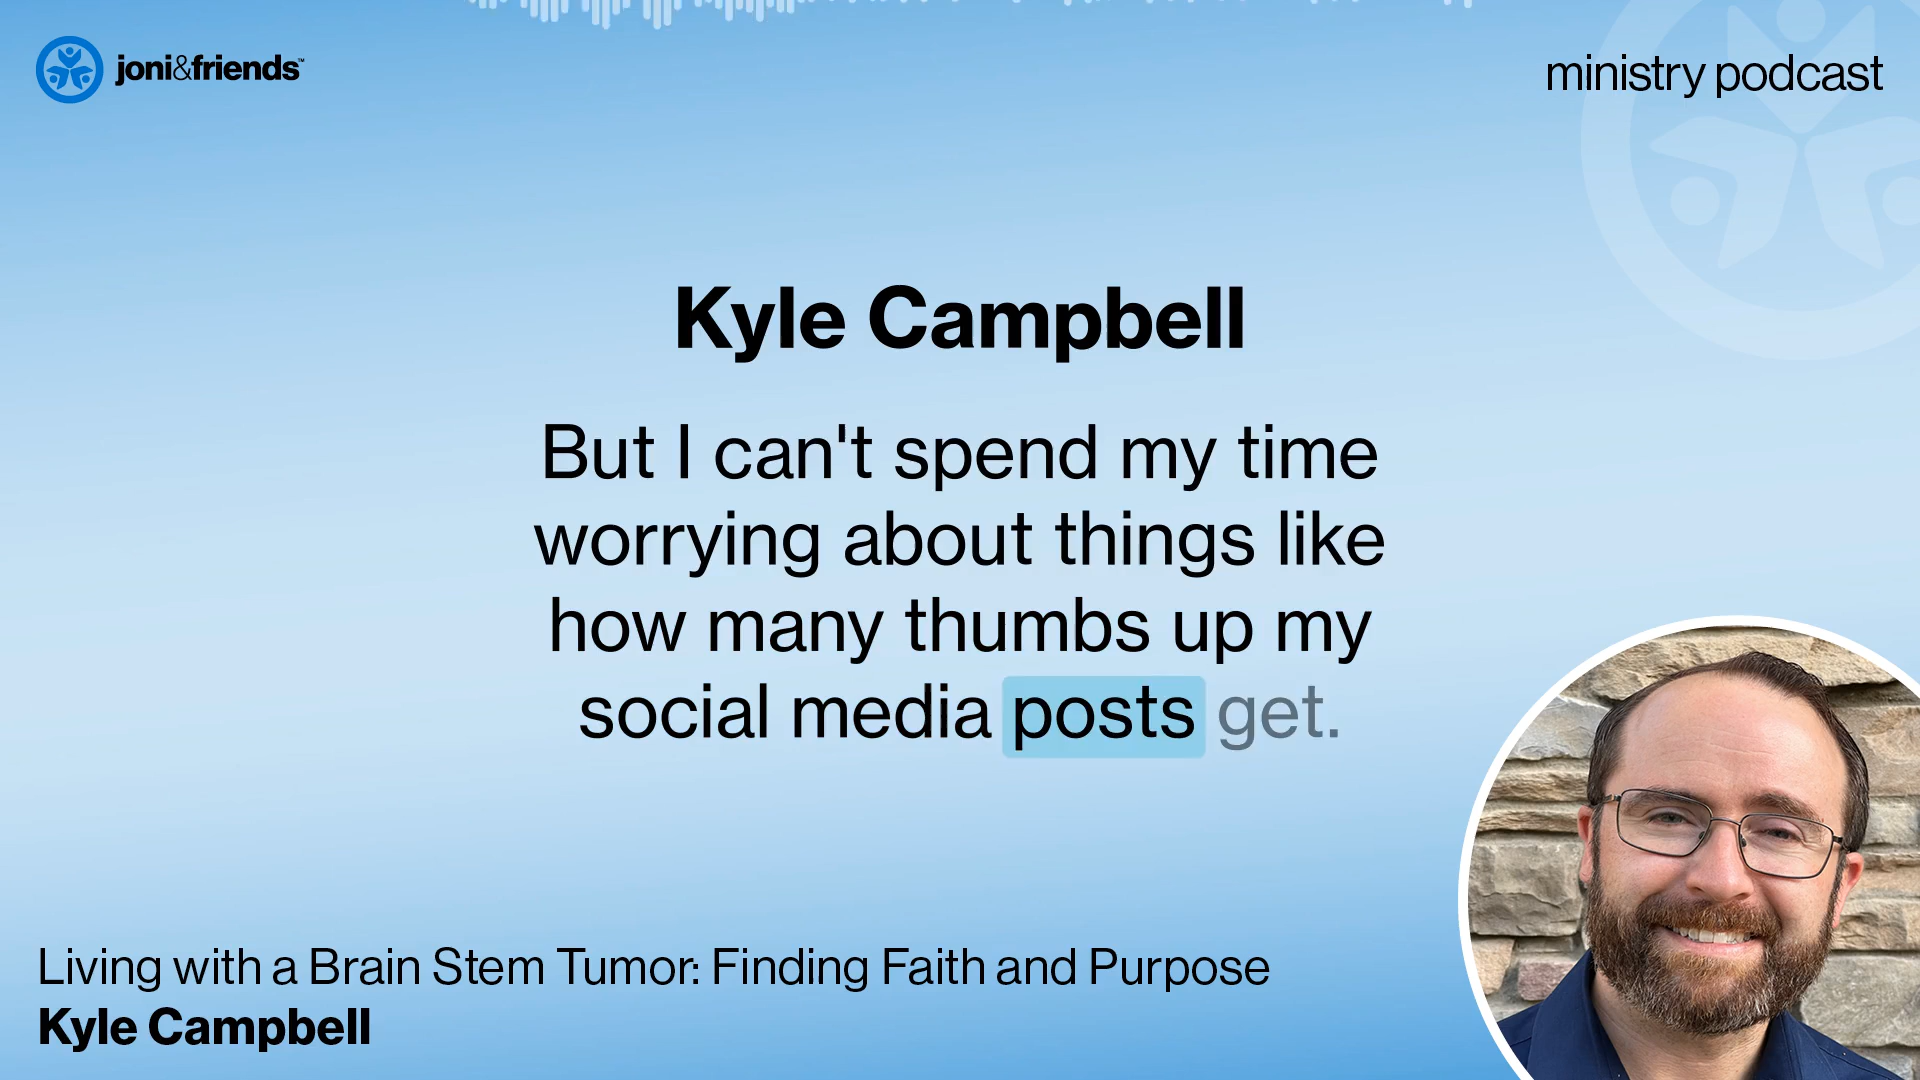 joni&friends™
ministry podcast
Kyle Campbell
But I can't spend my time
worrying about things like
how many thumbs up my
social media posts get.
Living with a Brain Stem Tumor: Finding Faith and Purpose
Kyle Campbell